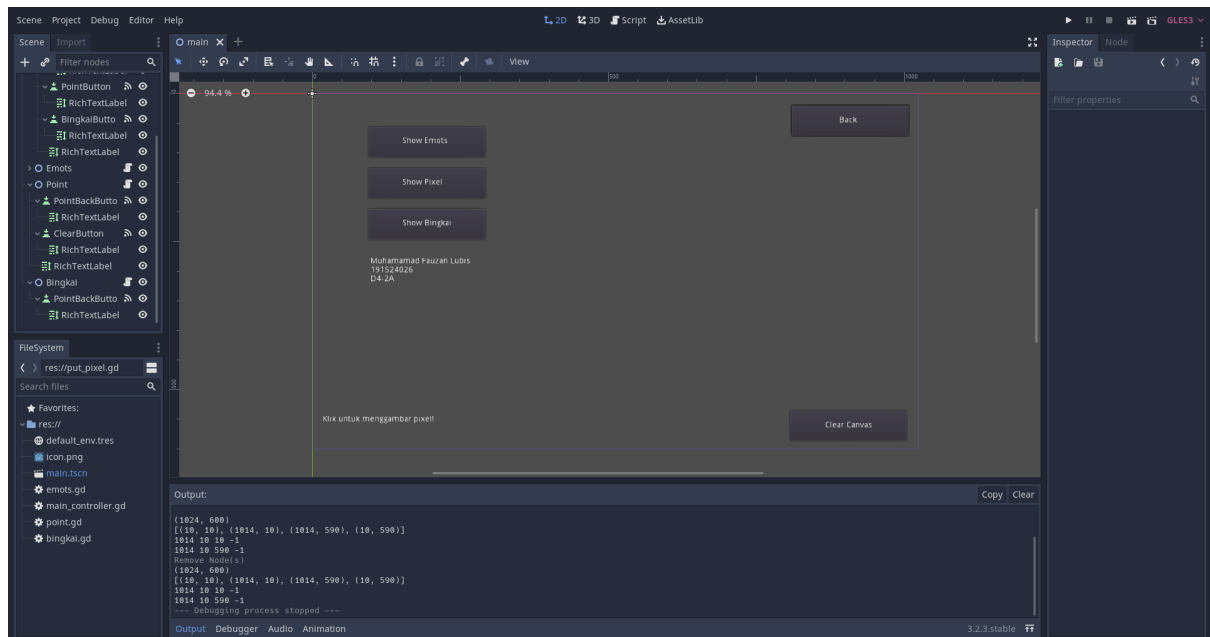 Scene Project Debug Editor Help
2D 3D Script AssetLib
GLES3
Scene Import
Filter nodes
PointButton
RichTextLabel
BingkaiButto
RichTextLabel
RichTextLabel
Emots
Point
PointBackButto
RichTextLabel
ClearButton
RichTextLabel
RichTextLabel
Bingkai
PointBackButto
RichTextLabel
FileSystem
res://put_pixel.gd
Search files
Favorites:
res://
default_env.tres
icon.png
main.tscn
emots.gd
main_controller.gd
point.gd
bingkai.gd
main
View
0
500
1000
94.4 %
500
Back
Show Emots
Show Pixel
Show Bingkai
Muhamamad Fauzan Lubis
191524026
D4-2A
Klik untuk menggambar pixel!
Clear Canvas
Output:
Copy Clear
(1024, 600)
[(10, 10), (1014, 10), (1014, 590), (10, 590)]
1014 10 10 -1
1014 10 590 -1
Remove Node(s)
(1024, 600)
[(10, 10), (1014, 10), (1014, 590), (10, 590)]
1014 10 10 -1
1014 10 590 -1
--- Debugging process stopped ---
Output Debugger Audio Animation
3.2.3.stable
Inspector Node
Filter properties